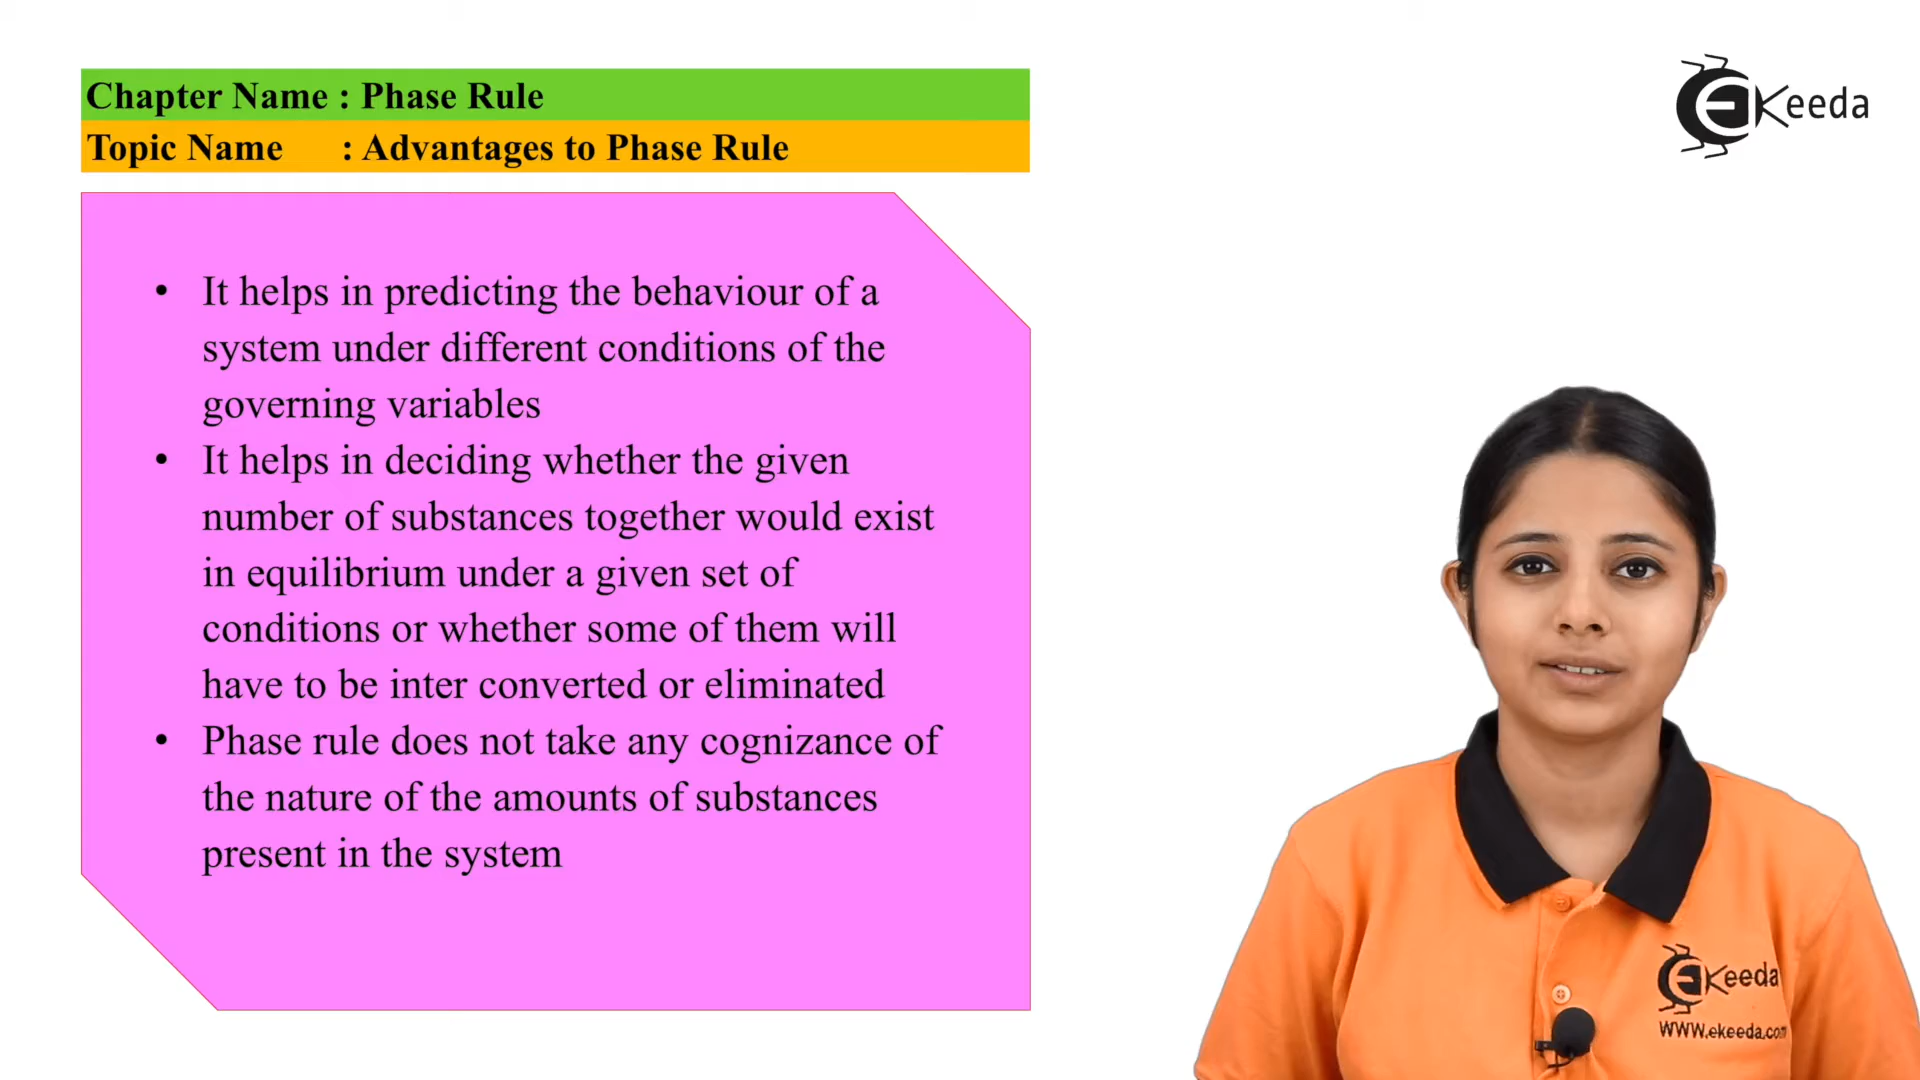 Chapter Name : Phase Rule
Topic Name : Advantages to Phase Rule
EKeeda
• It helps in predicting the behaviour of a
system under different conditions of the
governing variables
• It helps in deciding whether the given
number of substances together would exist
in equilibrium under a given set of
conditions or whether some of them will
have to be inter converted or eliminated
• Phase rule does not take any cognizance of
the nature of the amounts of substances
present in the system
EKeeda
WWW.ekeeda.com